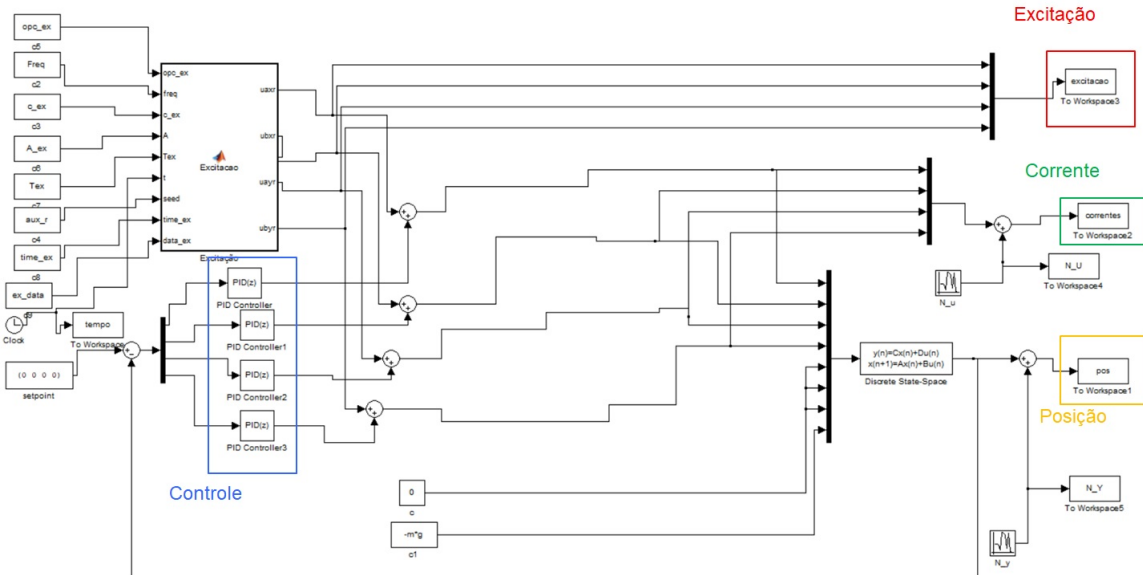 Excitação
opc_ex
c5
Freq
c2
c_ex
c3
A_ex
c6
Tex
c7
aux_r
c4
time_ex
c8
ex_data
c9
Clock
tempo
To Workspace
(0 0 0 0)
setpoint
opc_ex
freq
c_ex
A
Tex
t
seed
time_ex
data_ex
Excitacao
uaxr
ubxr
uayr
ubyr
Excitação
excitacao
To Workspace3
Corrente
correntes
To Workspace2
N_U
To Workspace4
N_u
PID(z)
PID Controller
PID(z)
PID Controller1
PID(z)
PID Controller2
PID(z)
PID Controller3
Controle
y(n)=Cx(n)+Du(n)
x(n+1)=Ax(n)+Bu(n)
Discrete State-Space
pos
To Workspace1
Posição
0
c
-m*g
c1
N_Y
To Workspace5
N_y